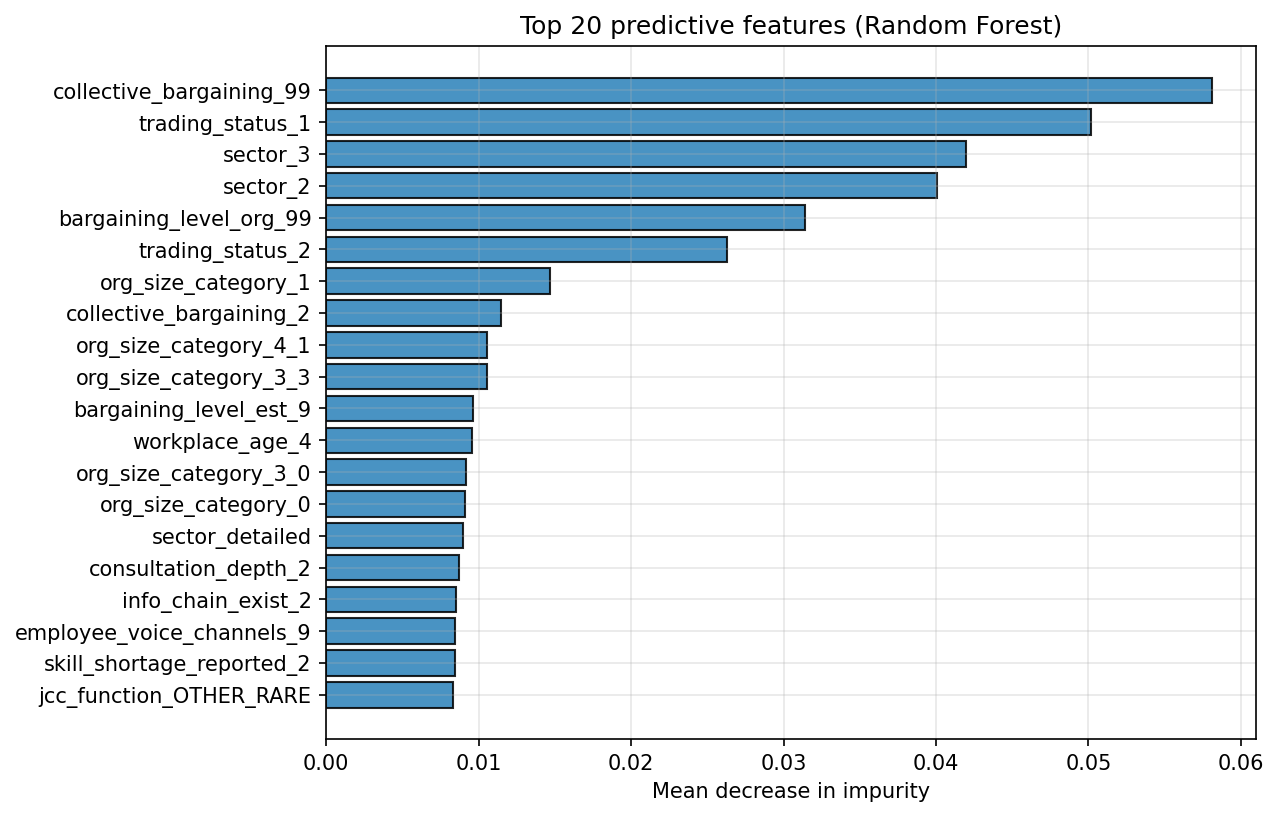 Top 20 predictive features (Random Forest)
collective_bargaining_99
trading_status_1
sector_3
sector_2
bargaining_level_org_99
trading_status_2
org_size_category_1
collective_bargaining_2
org_size_category_4_1
org_size_category_3_3
bargaining_level_est_9
workplace_age_4
org_size_category_3_0
org_size_category_0
sector_detailed
consultation_depth_2
info_chain_exist_2
employee_voice_channels_9
skill_shortage_reported_2
jcc_function_OTHER_RARE
0.00 0.01 0.02 0.03 0.04 0.05 0.06
Mean decrease in impurity